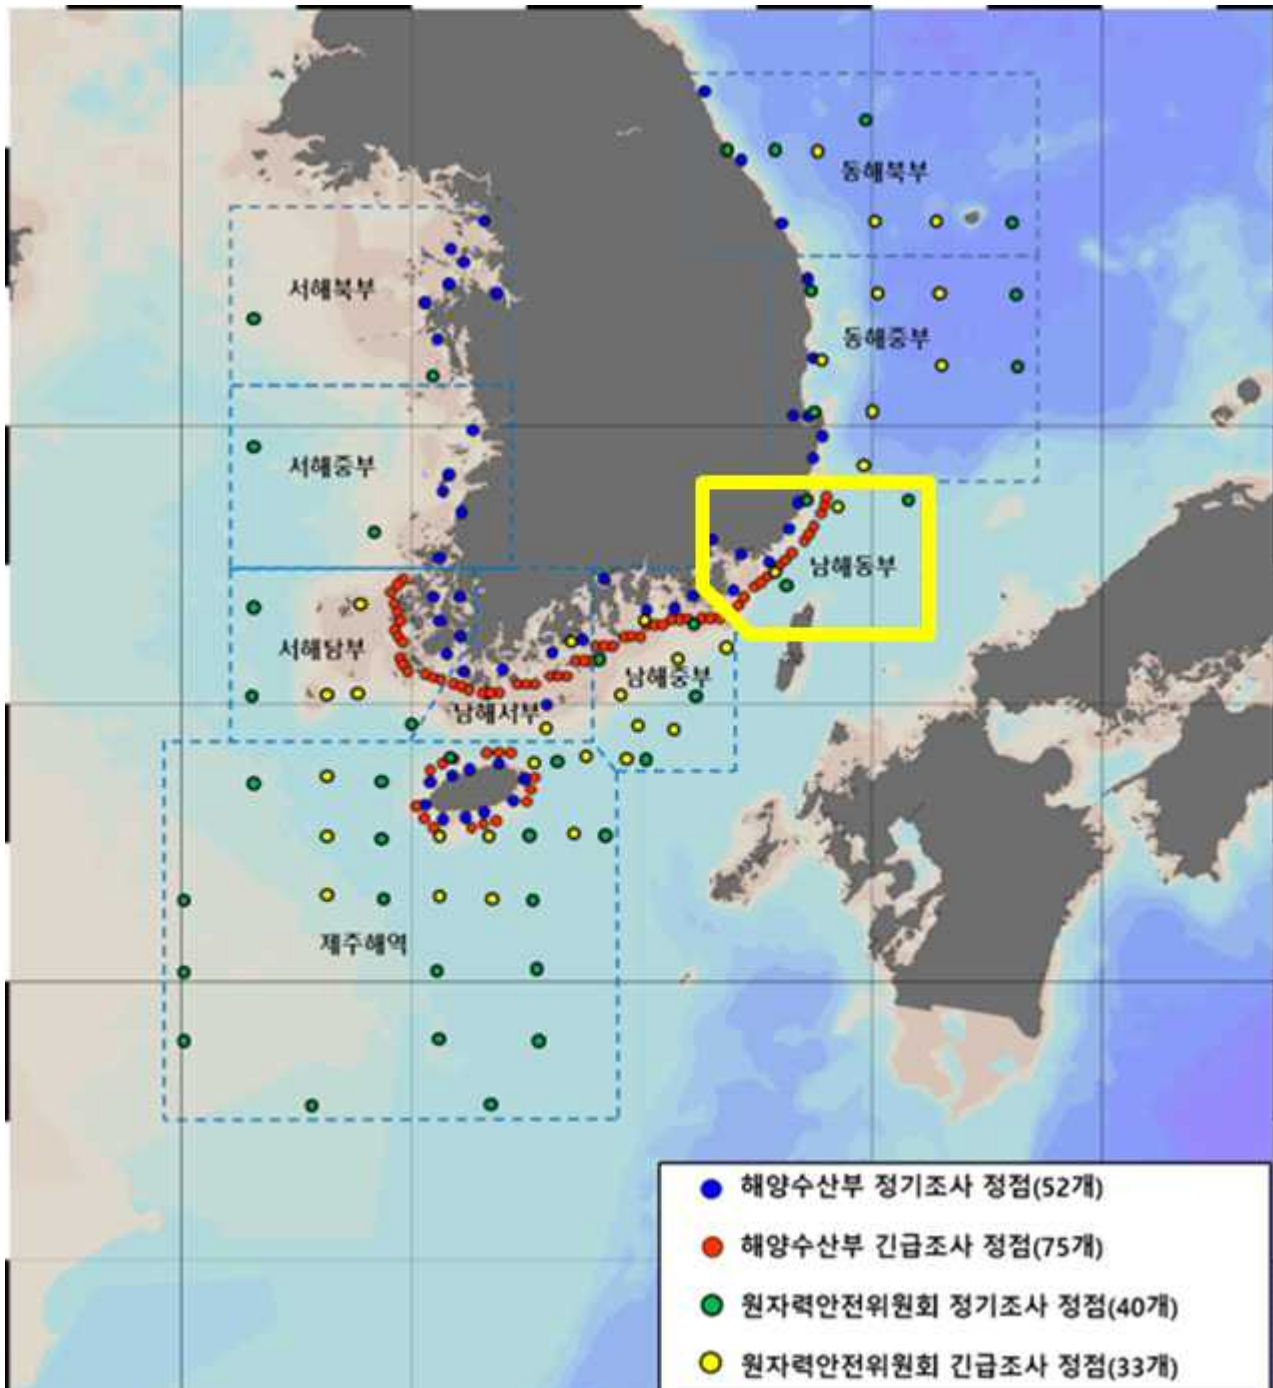 동해북부
서해북부
동해중부
서해중부
남해동부
서해남부
남해중부
남해서부
제주해역
해양수산부 정기조사 정점(52개)
해양수산부 긴급조사 정점(75개)
원자력안전위원회 정기조사 정점(40개)
원자력안전위원회 긴급조사 정점(33개)